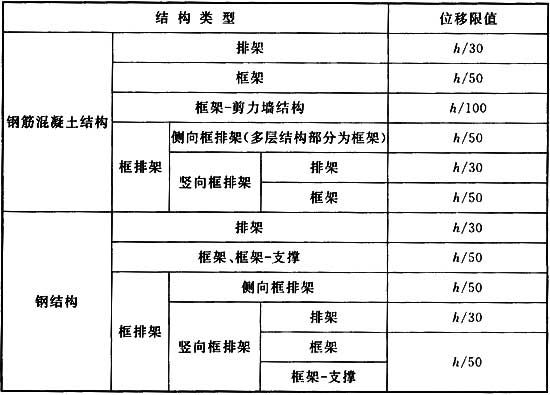 结构类型 位移限值
钢筋混凝土结构 排架 h/30
框架 h/50
框架-剪力墙结构 h/100
框排架 侧向框排架(多层结构部分为框架) h/50
竖向框排架 排架 h/30
框架 h/50
钢结构 排架 h/30
框架、框架-支撑 h/50
框排架 侧向框排架 h/50
竖向框排架 排架 h/30
框架 h/50
框架-支撑